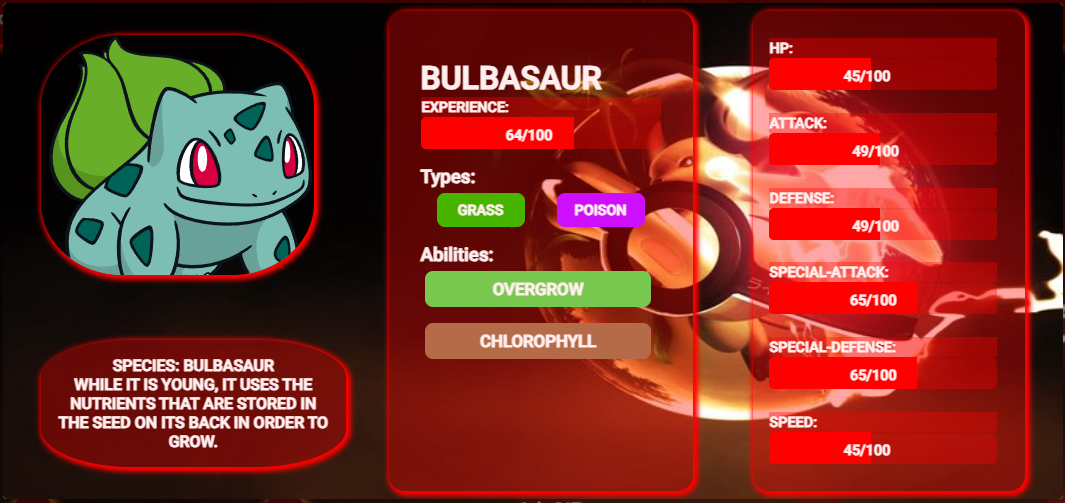 BULBASAUR
EXPERIENCE:
64/100
Types:
GRASS POISON
Abilities:
OVERGROW
CHLOROPHYLL
SPECIES: BULBASAUR
WHILE IT IS YOUNG, IT USES THE
NUTRIENTS THAT ARE STORED IN
THE SEED ON ITS BACK IN ORDER TO
GROW.
HP:
45/100
ATTACK:
49/100
DEFENSE:
49/100
SPECIAL-ATTACK:
65/100
SPECIAL-DEFENSE:
65/100
SPEED:
45/100